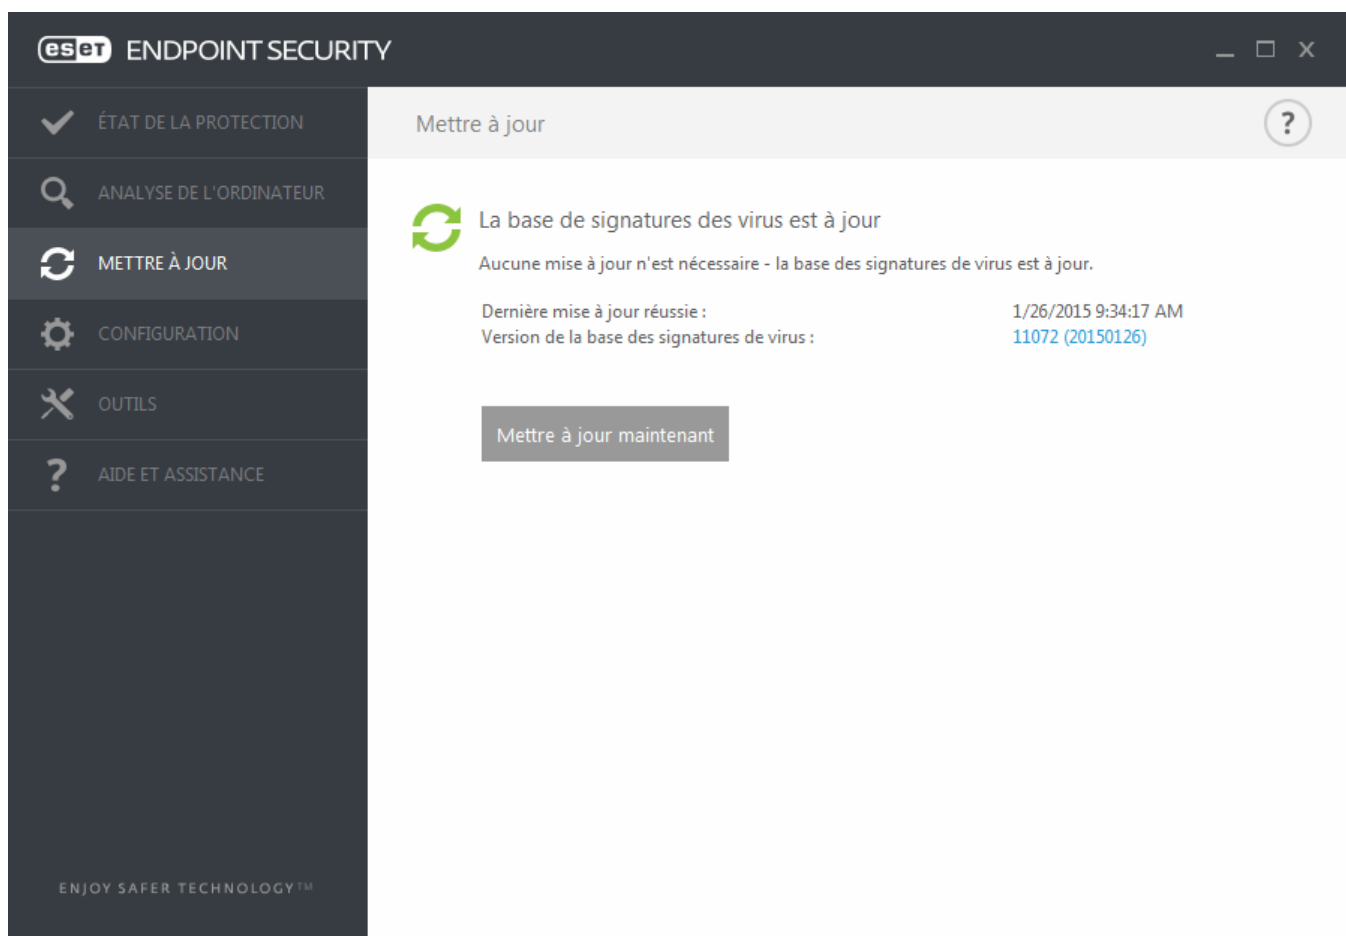 eset ENDPOINT SECURITY
ÉTAT DE LA PROTECTION
ANALYSE DE L'ORDINATEUR
METTRE À JOUR
CONFIGURATION
OUTILS
? AIDE ET ASSISTANCE
ENJOY SAFER TECHNOLOGY™
Mettre à jour ?
La base de signatures des virus est à jour
Aucune mise à jour n'est nécessaire - la base des signatures de virus est à jour.
Dernière mise à jour réussie : 1/26/2015 9:34:17 AM
Version de la base des signatures de virus : 11072 (20150126)
Mettre à jour maintenant